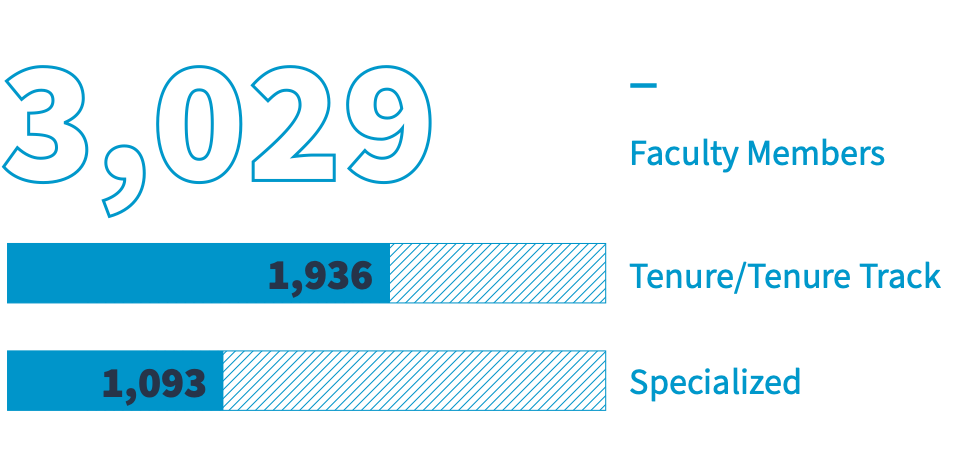 3,029
Faculty Members
1,936 Tenure/Tenure Track
1,093 Specialized